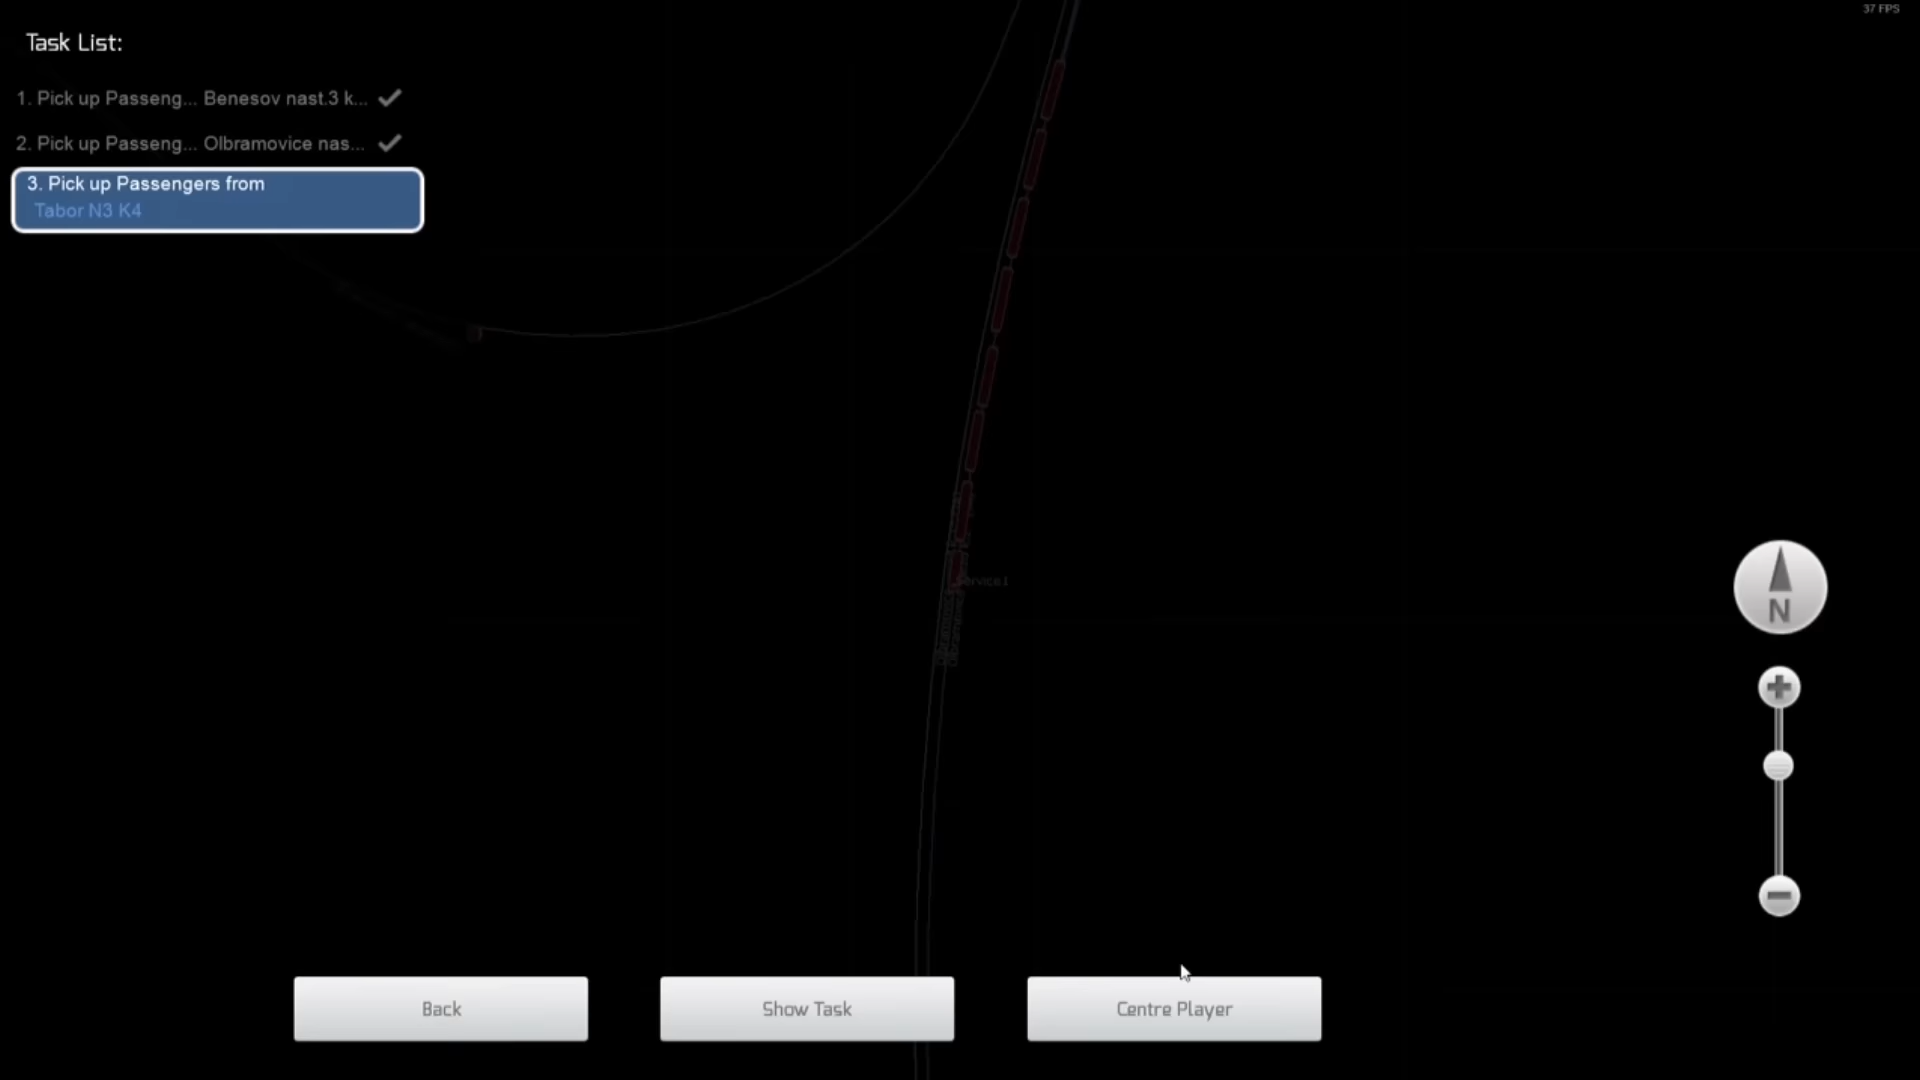 37 FPS
Task List:
1. Pick up Passeng... Benesov nast.3 k...
2. Pick up Passeng... Olbramovice nas...
3. Pick up Passengers from
Tabor N3 K4
N
Back
Show Task
Centre Player